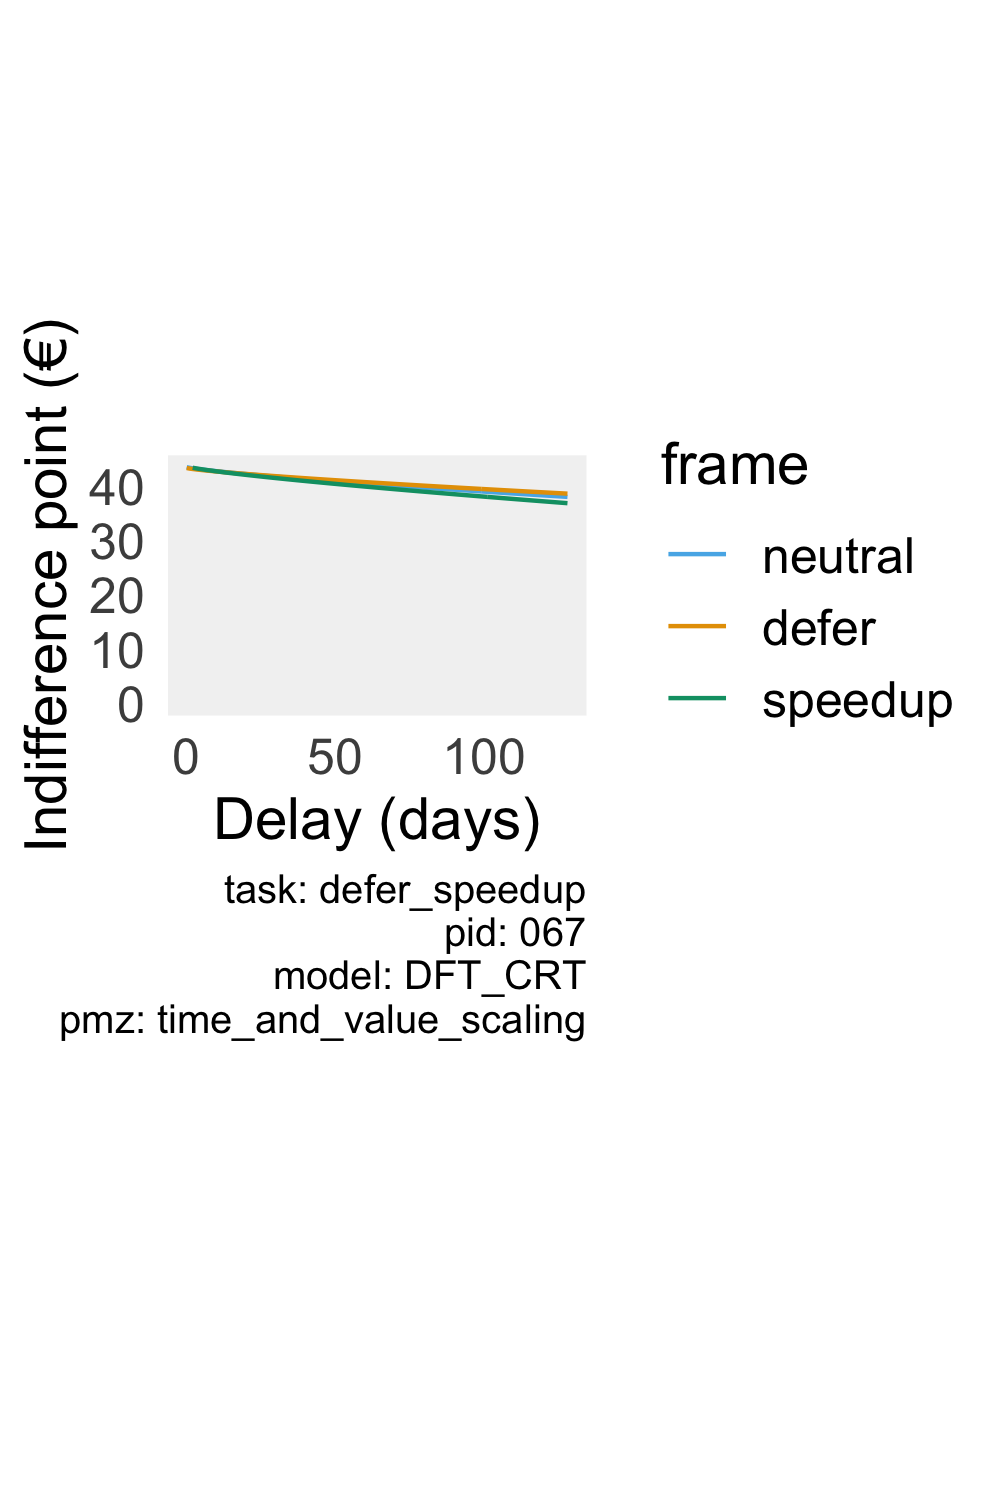 Indifference point (€)
40
30
20
10
0
0 50 100
Delay (days)
frame
neutral
defer
speedup
task: defer_speedup
pid: 067
model: DFT_CRT
pmz: time_and_value_scaling